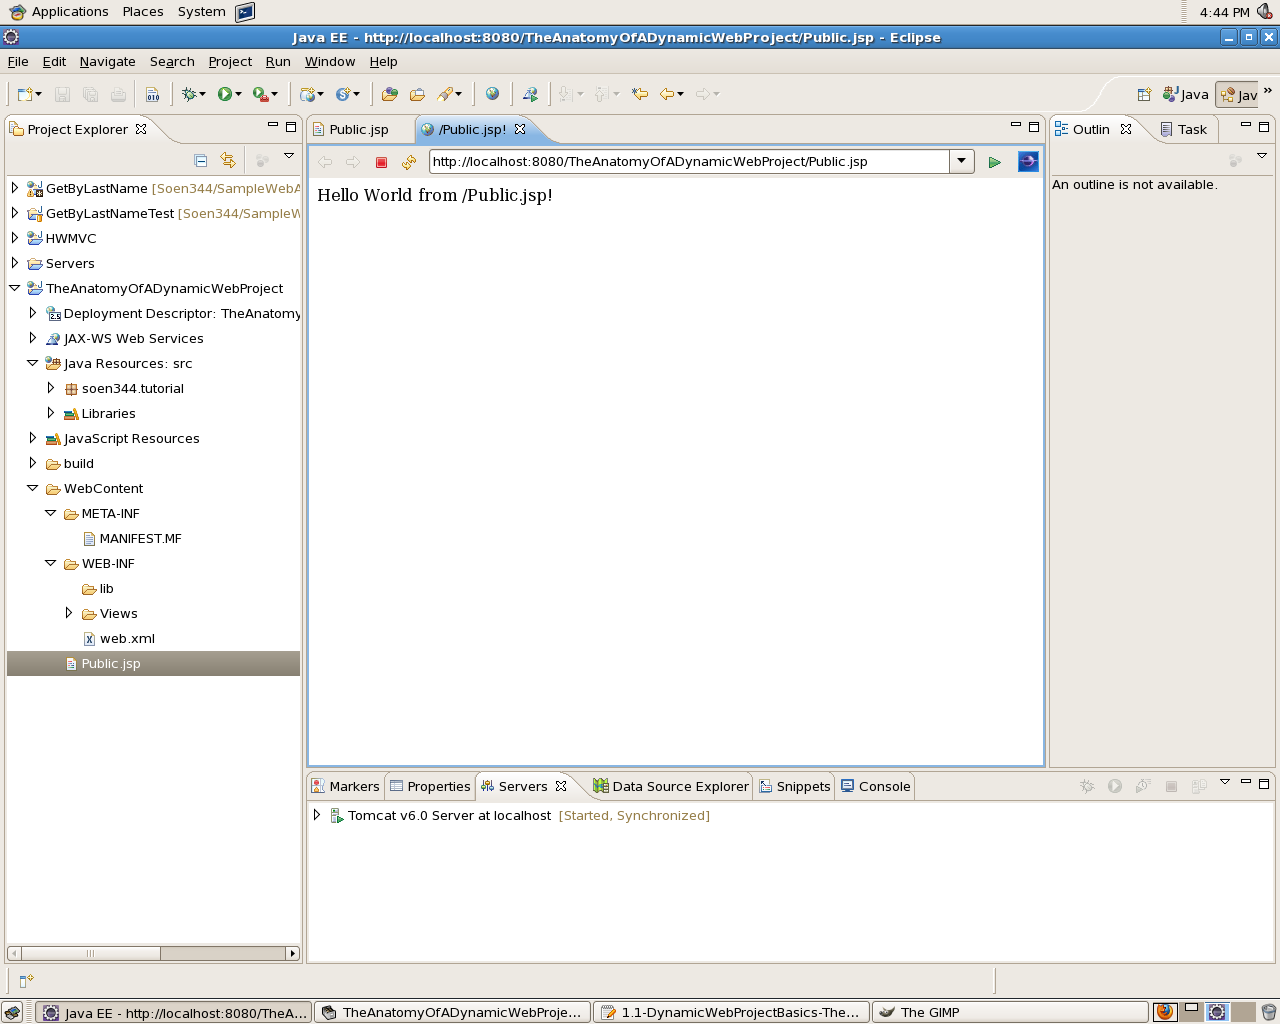 Applications Places System 4:44 PM
Java EE - http://localhost:8080/TheAnatomyOfADynamicWebProject/Public.jsp - Eclipse
File Edit Navigate Search Project Run Window Help
Java Jav
Project Explorer
Public.jsp
/Public.jsp!
Outlin
Task
http://localhost:8080/TheAnatomyOfADynamicWebProject/Public.jsp
Hello World from /Public.jsp!
An outline is not available.
GetByLastName [Soen344/SampleWebA
GetByLastNameTest [Soen344/SampleW
HWMVC
Servers
TheAnatomyOfADynamicWebProject
Deployment Descriptor: TheAnatomy
JAX-WS Web Services
Java Resources: src
soen344.tutorial
Libraries
JavaScript Resources
build
WebContent
META-INF
MANIFEST.MF
WEB-INF
lib
Views
web.xml
Public.jsp
Markers Properties Servers Data Source Explorer Snippets Console
Tomcat v6.0 Server at localhost [Started, Synchronized]
Java EE - http://localhost:8080/TheA...
TheAnatomyOfADynamicWebProje...
1.1-DynamicWebProjectBasics-The...
The GIMP